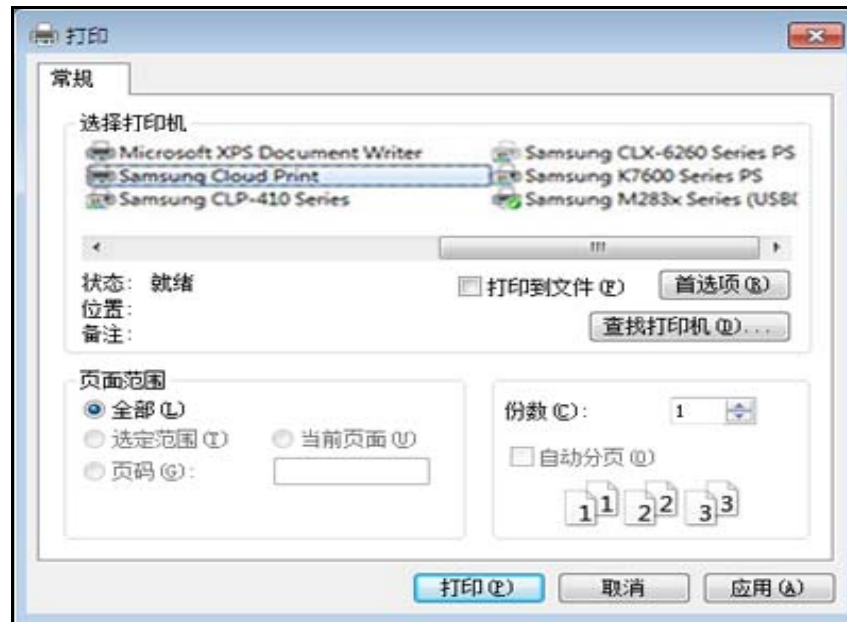 打印
常规
选择打印机
Microsoft XPS Document Writer
Samsung CLX-6260 Series PS
Samsung Cloud Print
Samsung K7600 Series PS
Samsung CLP-410 Series
Samsung M283x Series (USB(
状态: 就绪
打印到文件(F)
首选项(R)
位置:
备注:
查找打印机(D)...
页面范围
全部(L)
选定范围(T)
当前页面(U)
页码(G):
份数(C):
1
自动分页(O)
1 1 2 2 3 3
打印(P)
取消
应用(A)